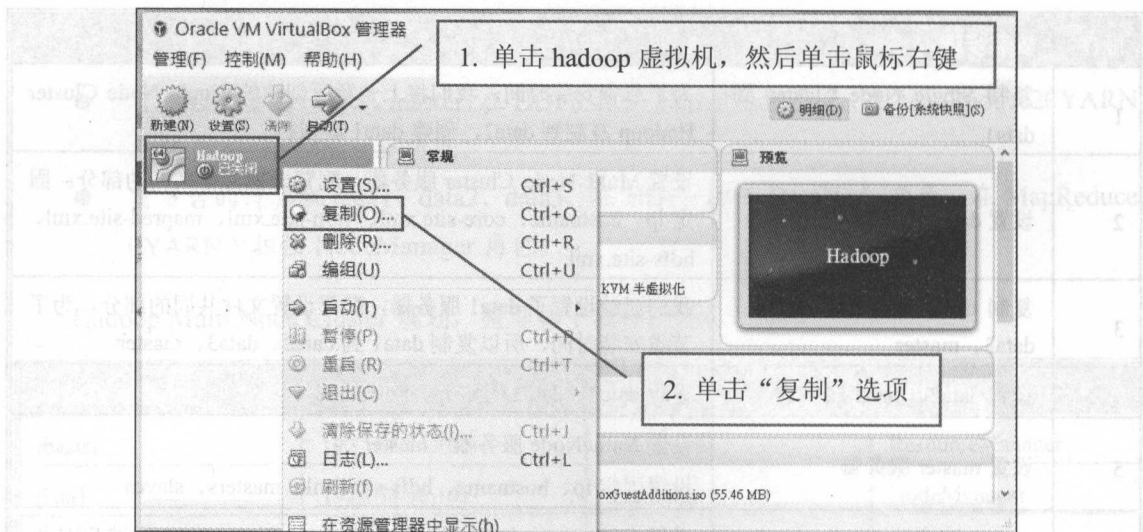 Oracle VM VirtualBox 管理器
管理(F) 控制(M) 帮助(H)
1. 单击 hadoop 虚拟机，然后单击鼠标右键
新建(N) 设置(S) 清除 启动(T)
明细(D) 备份[系统快照](S)
Hadoop
已关闭
常规
预览
设置(S)... Ctrl+S
复制(O)... Ctrl+O
删除(R)... Ctrl+R
编组(U) Ctrl+U
启动(T)
暂停(P) Ctrl+P
重启(R) Ctrl+T
退出(C)
清除保存的状态(I)... Ctrl+J
日志(L)... Ctrl+L
刷新(f)
在资源管理器中显示(h)
KVM 半虚拟化
Hadoop
2. 单击“复制”选项
oxGuestAdditions.iso (55.46 MB)